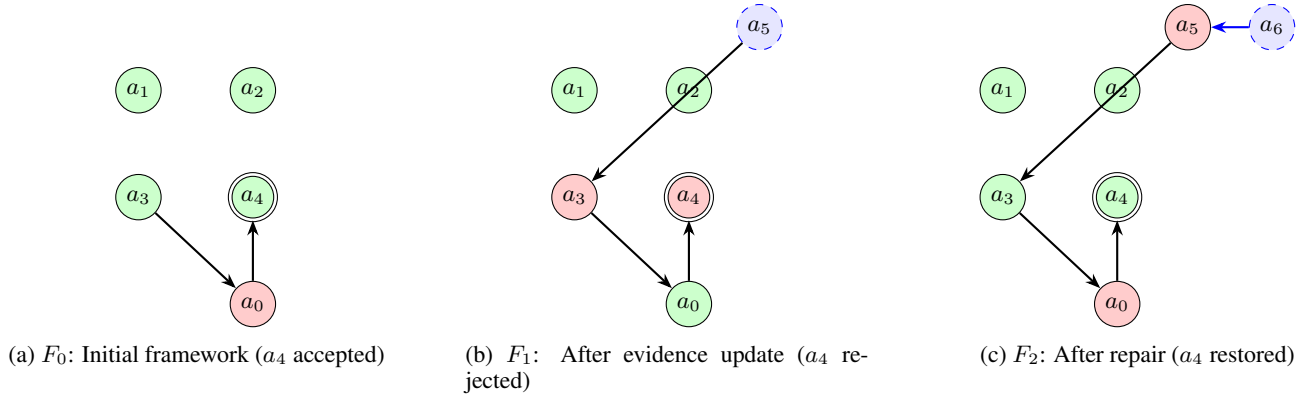 a₅
a₅
a₆
a₁
a₂
a₁
a₂
a₁
a₂
a₃
a₄
a₃
a₄
a₃
a₄
a₀
a₀
a₀
(a) F₀: Initial framework (a₄ accepted)
(b) F₁: After evidence update (a₄ re-
jected)
(c) F₂: After repair (a₄ restored)